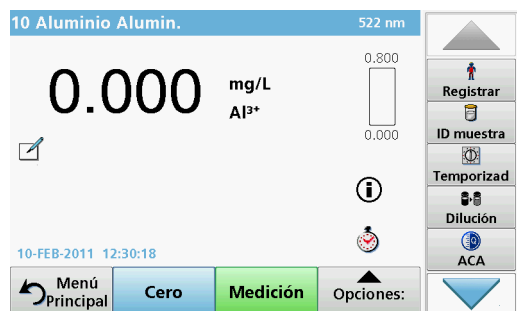 10 Aluminio Alumin. 522 nm
0.000 mg/L
Al³⁺
0.800
0.000
10-FEB-2011 12:30:18
Menú
Principal
Cero
Medición
Opciones:
Registrar
ID muestra
Temporizad
Dilución
ACA